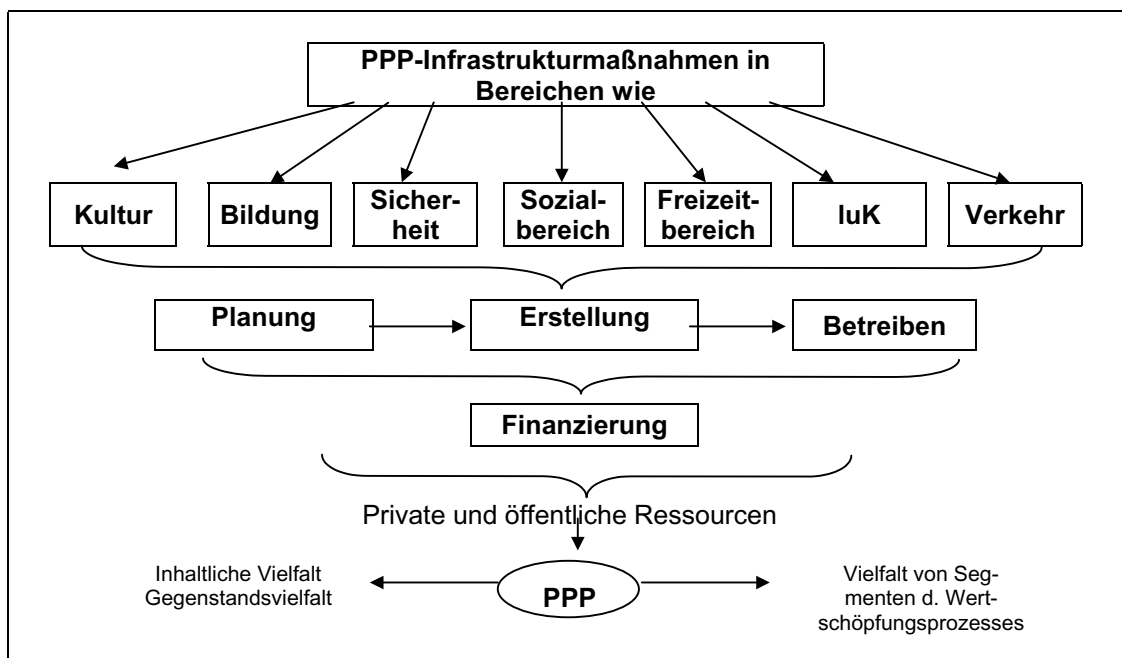 PPP-Infrastrukturmaßnahmen in
Bereichen wie
Kultur
Bildung
Sicher-
heit
Sozial-
bereich
Freizeit-
bereich
IuK
Verkehr
Planung
Erstellung
Betreiben
Finanzierung
Private und öffentliche Ressourcen
Inhaltliche Vielfalt
Gegenstandsvielfalt
PPP
Vielfalt von Seg-
menten d. Wert-
schöpfungsprozesses